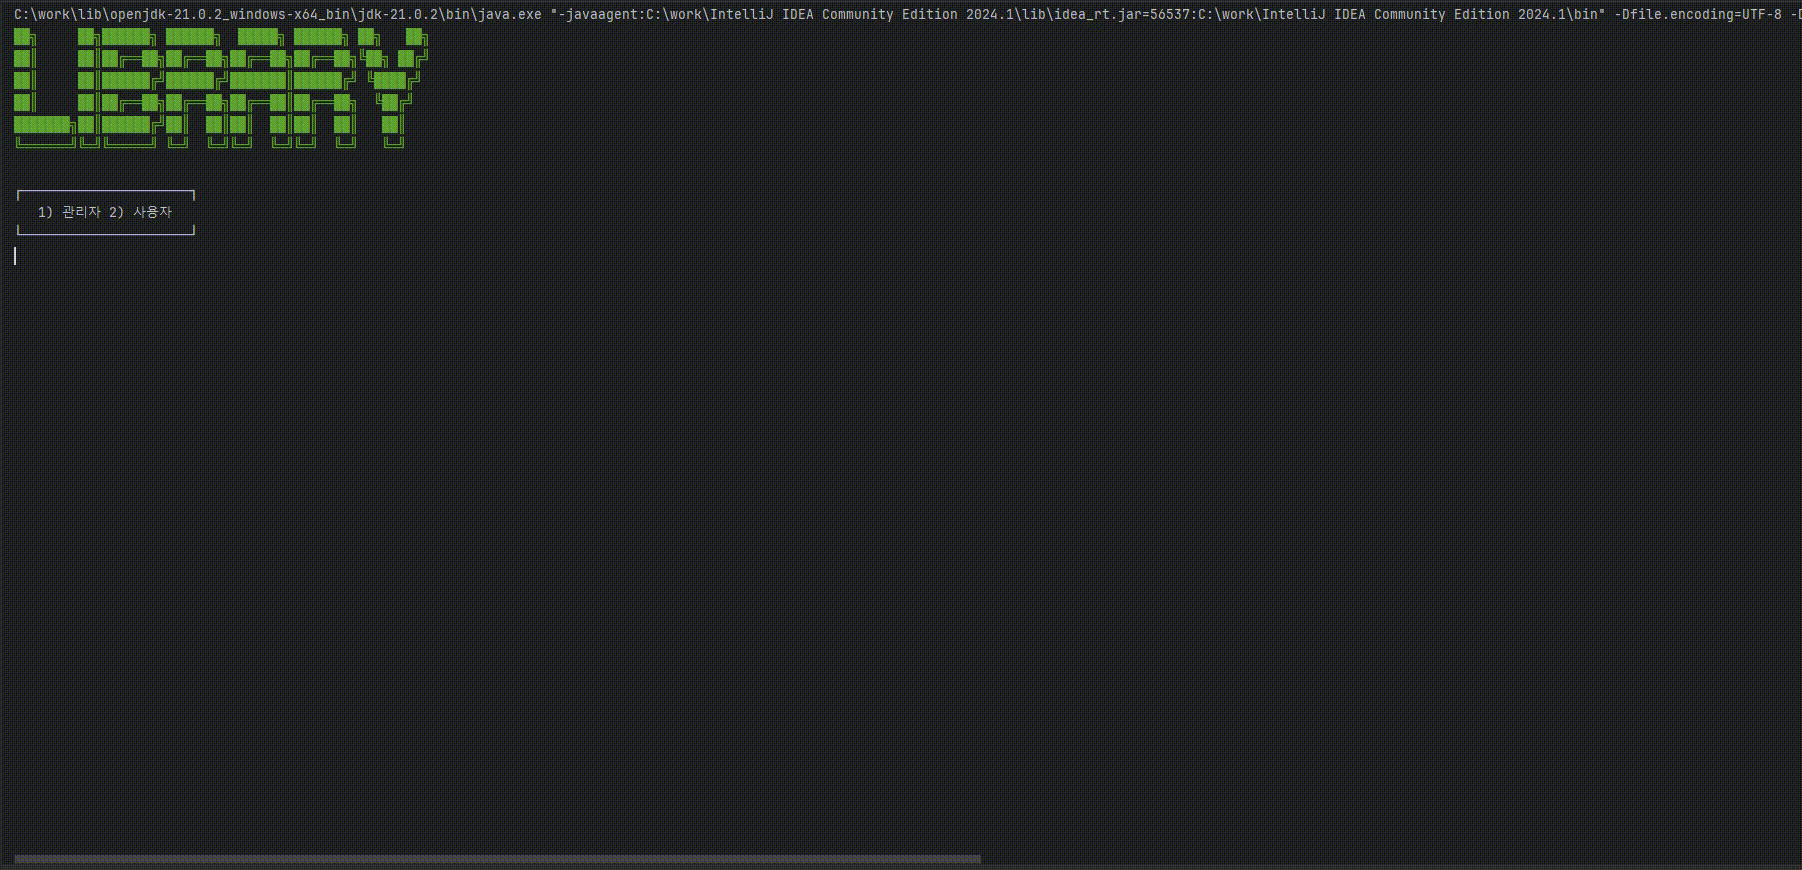 C:\work\lib\openjdk-21.0.2_windows-x64_bin\jdk-21.0.2\bin\java.exe "-javaagent:C:\work\IntelliJ IDEA Community Edition 2024.1\lib\idea_rt.jar=56537:C:\work\IntelliJ IDEA Community Edition 2024.1\bin" -Dfile.encoding=UTF-8 -D
LIBRARY
1) 관리자 2) 사용자